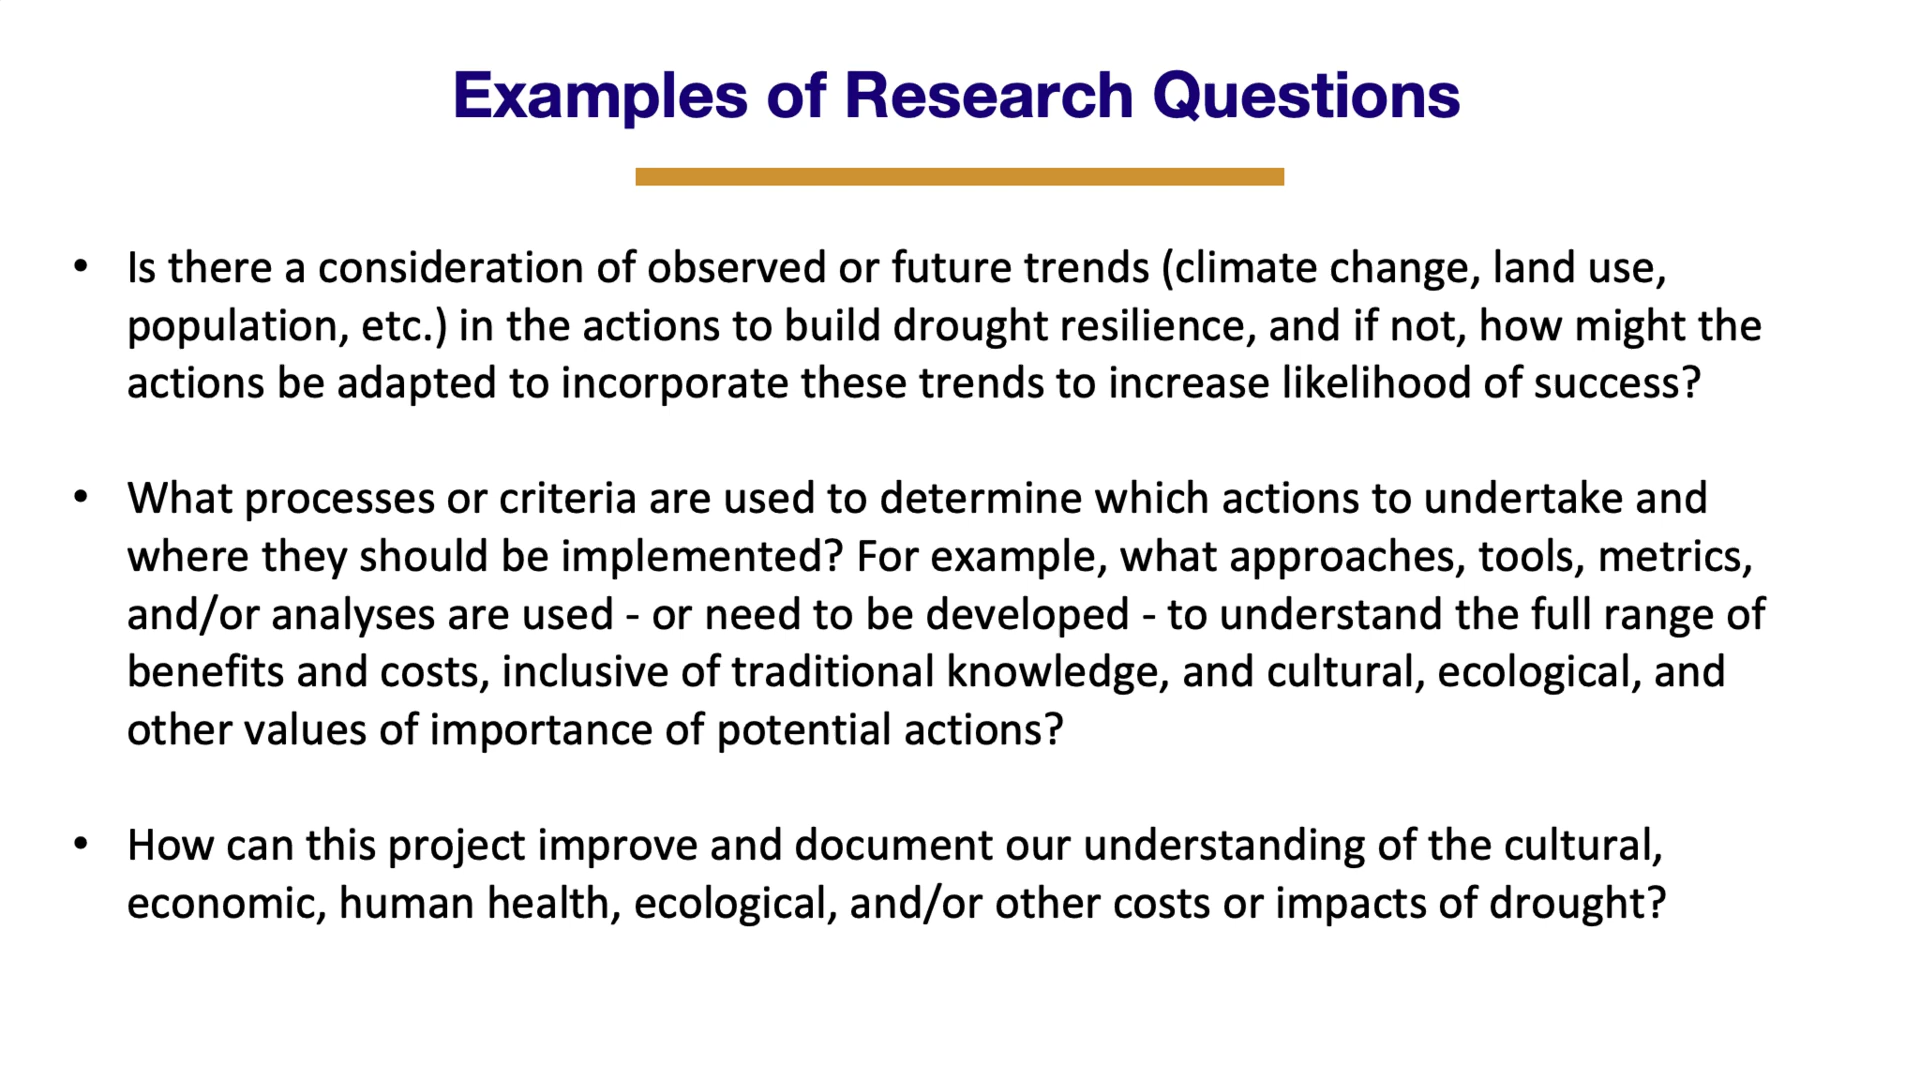 Examples of Research Questions
• Is there a consideration of observed or future trends (climate change, land use,
population, etc.) in the actions to build drought resilience, and if not, how might the
actions be adapted to incorporate these trends to increase likelihood of success?
• What processes or criteria are used to determine which actions to undertake and
where they should be implemented? For example, what approaches, tools, metrics,
and/or analyses are used - or need to be developed - to understand the full range of
benefits and costs, inclusive of traditional knowledge, and cultural, ecological, and
other values of importance of potential actions?
• How can this project improve and document our understanding of the cultural,
economic, human health, ecological, and/or other costs or impacts of drought?